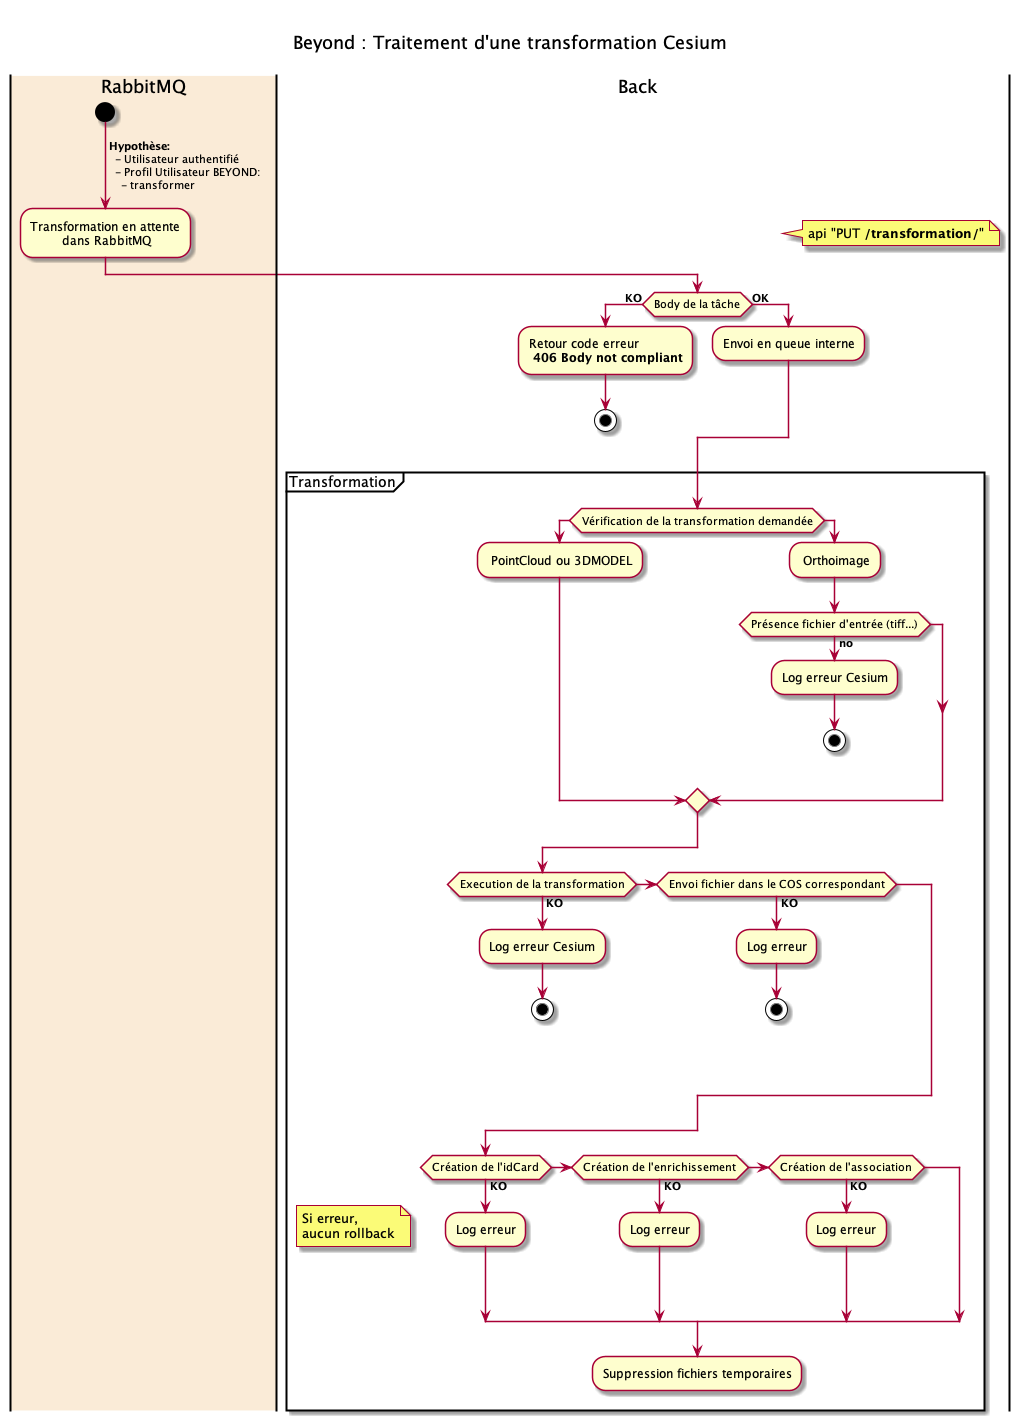 Beyond : Traitement d'une transformation Cesium
RabbitMQ
Back
Hypothèse:
- Utilisateur authentifié
- Profil Utilisateur BEYOND:
- transformer
Transformation en attente
dans RabbitMQ
api "PUT /transformation/"
Body de la tâche
KO
OK
Retour code erreur
406 Body not compliant
Envoi en queue interne
Transformation
Vérification de la transformation demandée
PointCloud ou 3DMODEL
Orthoimage
Présence fichier d'entrée (tiff...)
no
Log erreur Cesium
Execution de la transformation
Envoi fichier dans le COS correspondant
KO
KO
Log erreur Cesium
Log erreur
Création de l'idCard
Création de l'enrichissement
Création de l'association
KO
KO
KO
Si erreur,
aucun rollback
Log erreur
Log erreur
Log erreur
Suppression fichiers temporaires